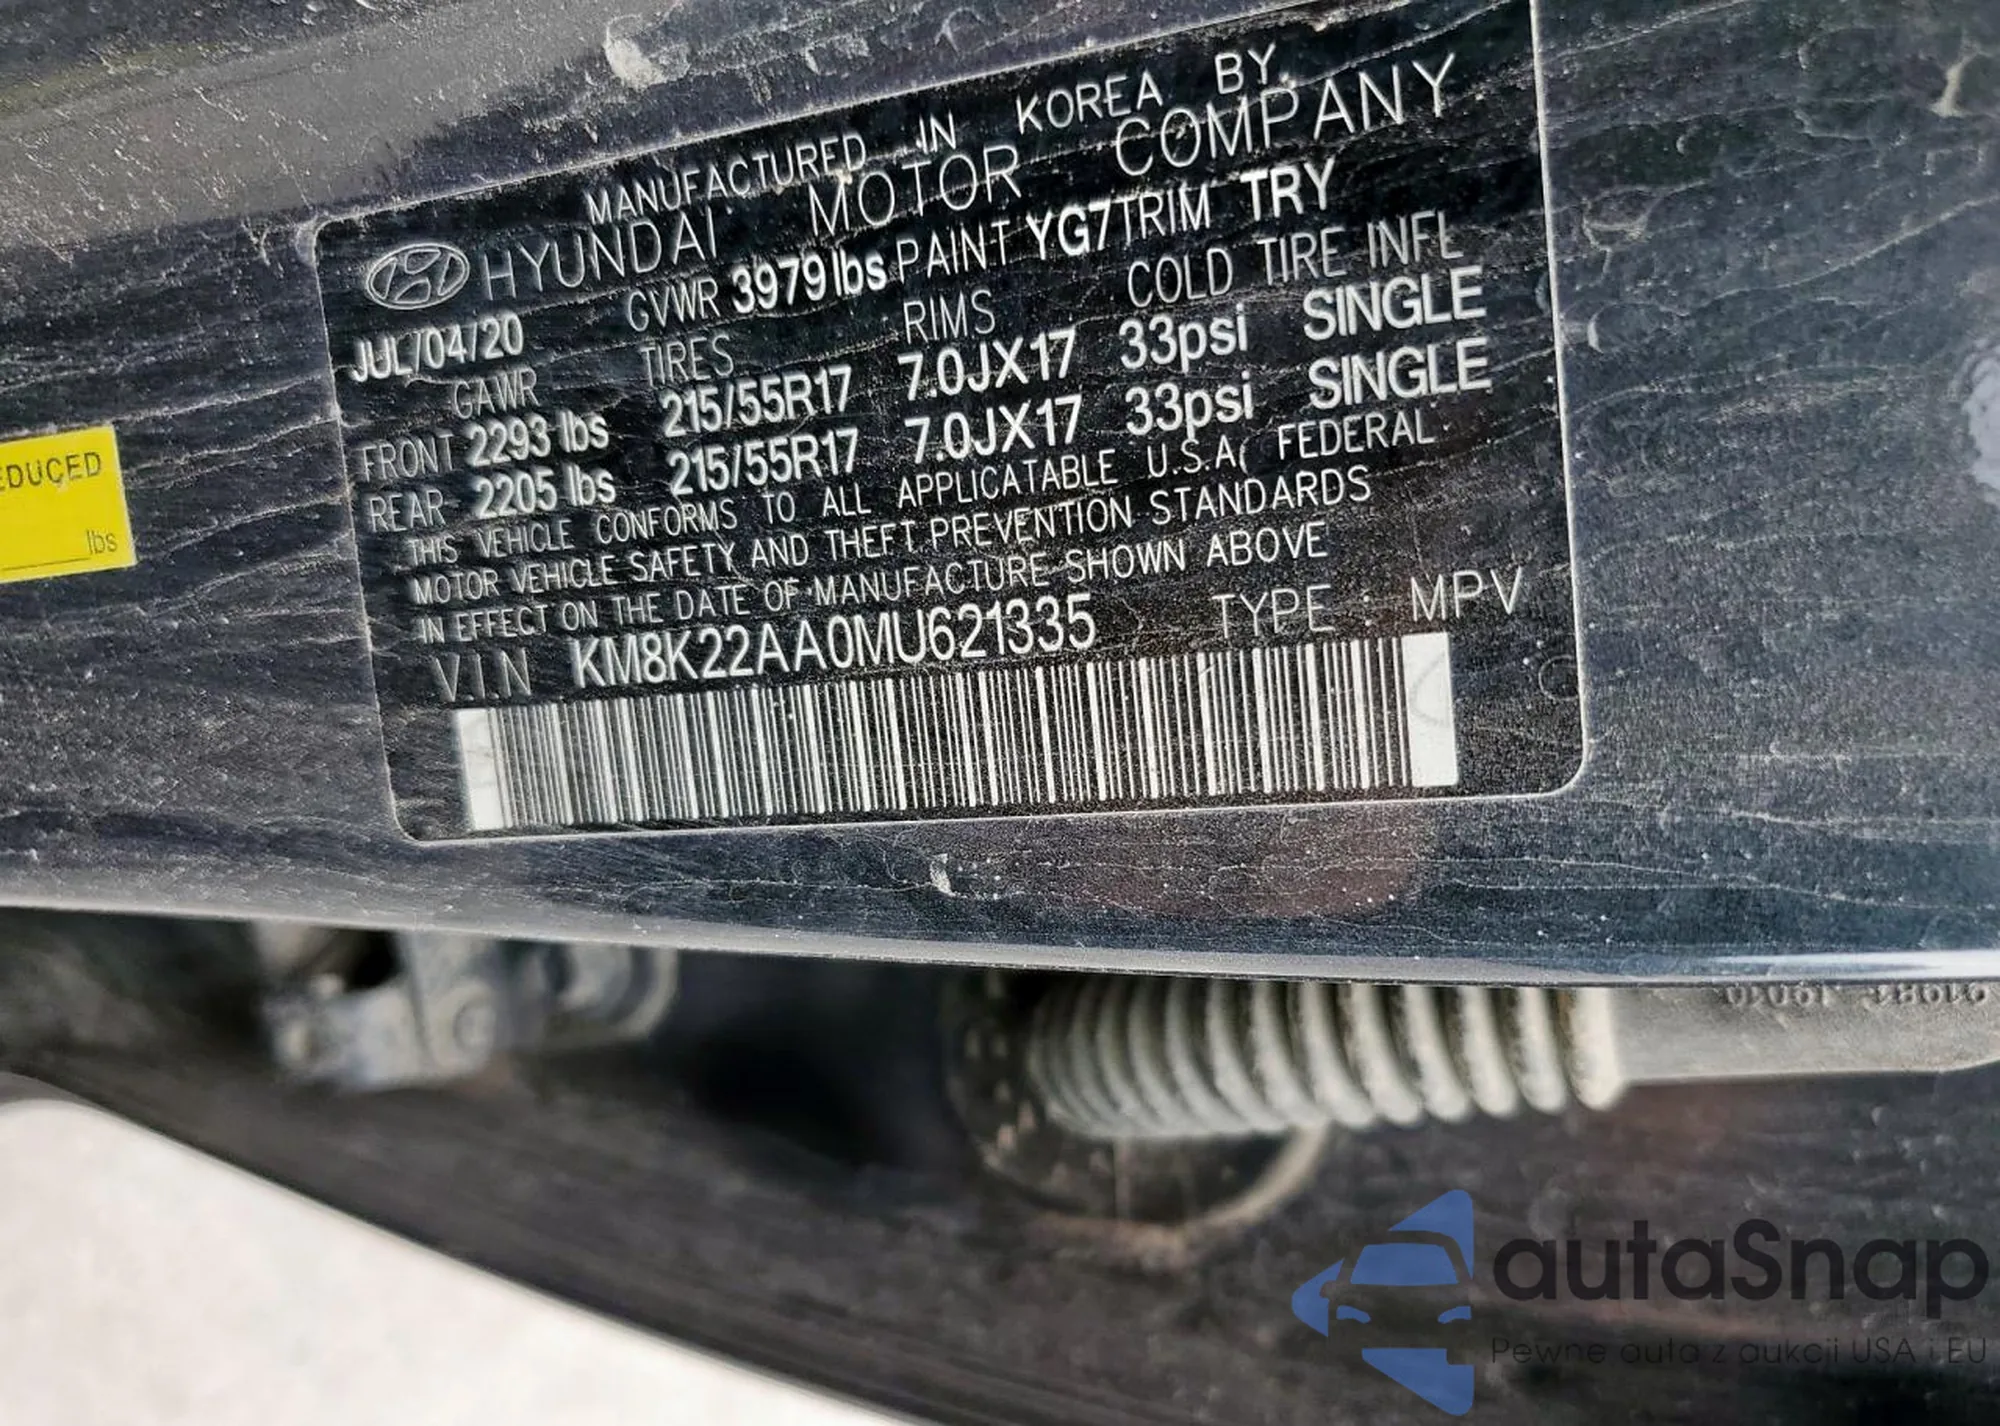 MANUFACTURED IN KOREA BY
HYUNDAI MOTOR COMPANY
JUL/04/20 GVWR 3979lbs PAINT YG7 TRIM TRY
GAWR TIRES RIMS COLD TIRE INFL
FRONT 2293 lbs 215/55R17 7.0JX17 33psi SINGLE
REAR 2205 lbs 215/55R17 7.0JX17 33psi SINGLE
THIS VEHICLE CONFORMS TO ALL APPLICATABLE U.S.A. FEDERAL
MOTOR VEHICLE SAFETY AND THEFT PREVENTION STANDARDS
IN EFFECT ON THE DATE OF MANUFACTURE SHOWN ABOVE
V.I.N KM8K22AA0MU621335 TYPE : MPV
EDUCED
lbs
autaSnap
Pewne auta z aukcji USA i EU